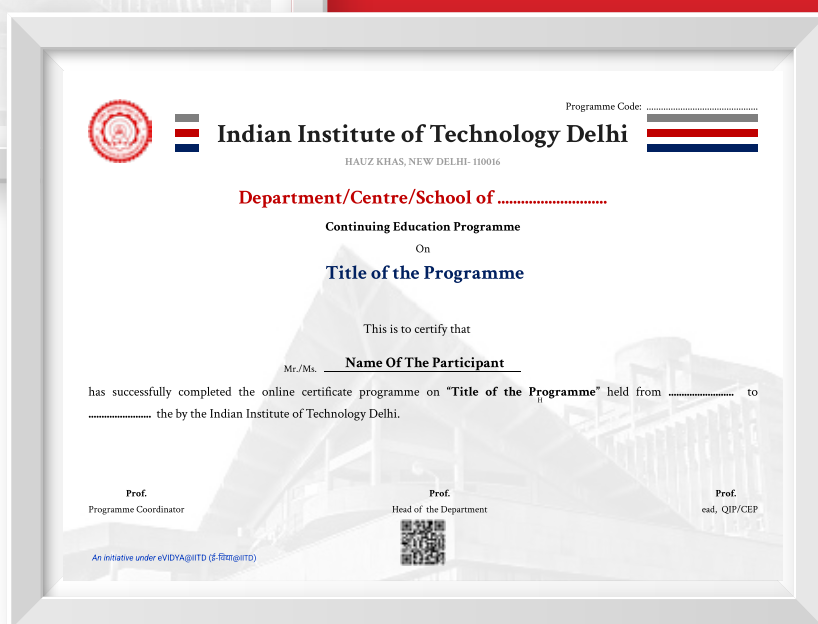 Programme Code: ..........................................
Indian Institute of Technology Delhi
HAUZ KHAS, NEW DELHI- 110016
Department/Centre/School of ............................
Continuing Education Programme
On
Title of the Programme
This is to certify that
Mr./Ms. Name Of The Participant
has successfully completed the online certificate programme on “Title of the Programme” held from .......................... to
H
......................... the by the Indian Institute of Technology Delhi.
Prof. Prof. Prof.
Programme Coordinator Head of the Department ead, QIP/CEP
An initiative under eVIDYA@IITD (ई-विद्या@IITD)